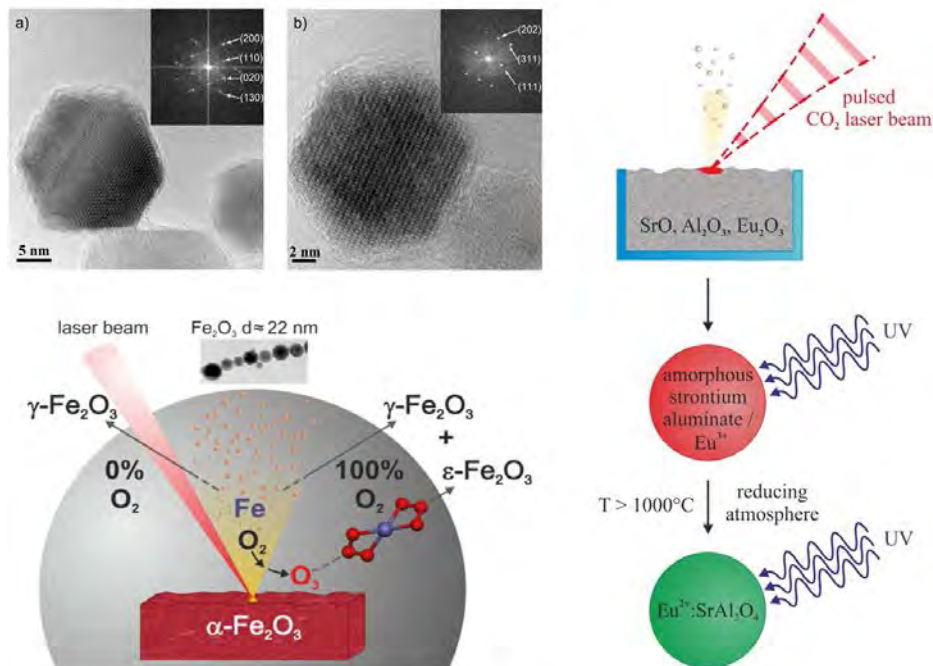 a)
(200)
(110)
(020)
(130)
5 nm
b)
(202)
(311)
(111)
2 nm
pulsed
CO₂ laser beam
SrO, Al₂O₃, Eu₂O₃
UV
amorphous
strontium
aluminate /
Eu³⁺
T > 1000°C
reducing
atmosphere
UV
Eu²⁺:SrAl₂O₄
laser beam
Fe₂O₃ d≈22 nm
γ-Fe₂O₃
γ-Fe₂O₃
+
ε-Fe₂O₃
0%
O₂
100%
O₂
Fe
O₂
O₃
α-Fe₂O₃